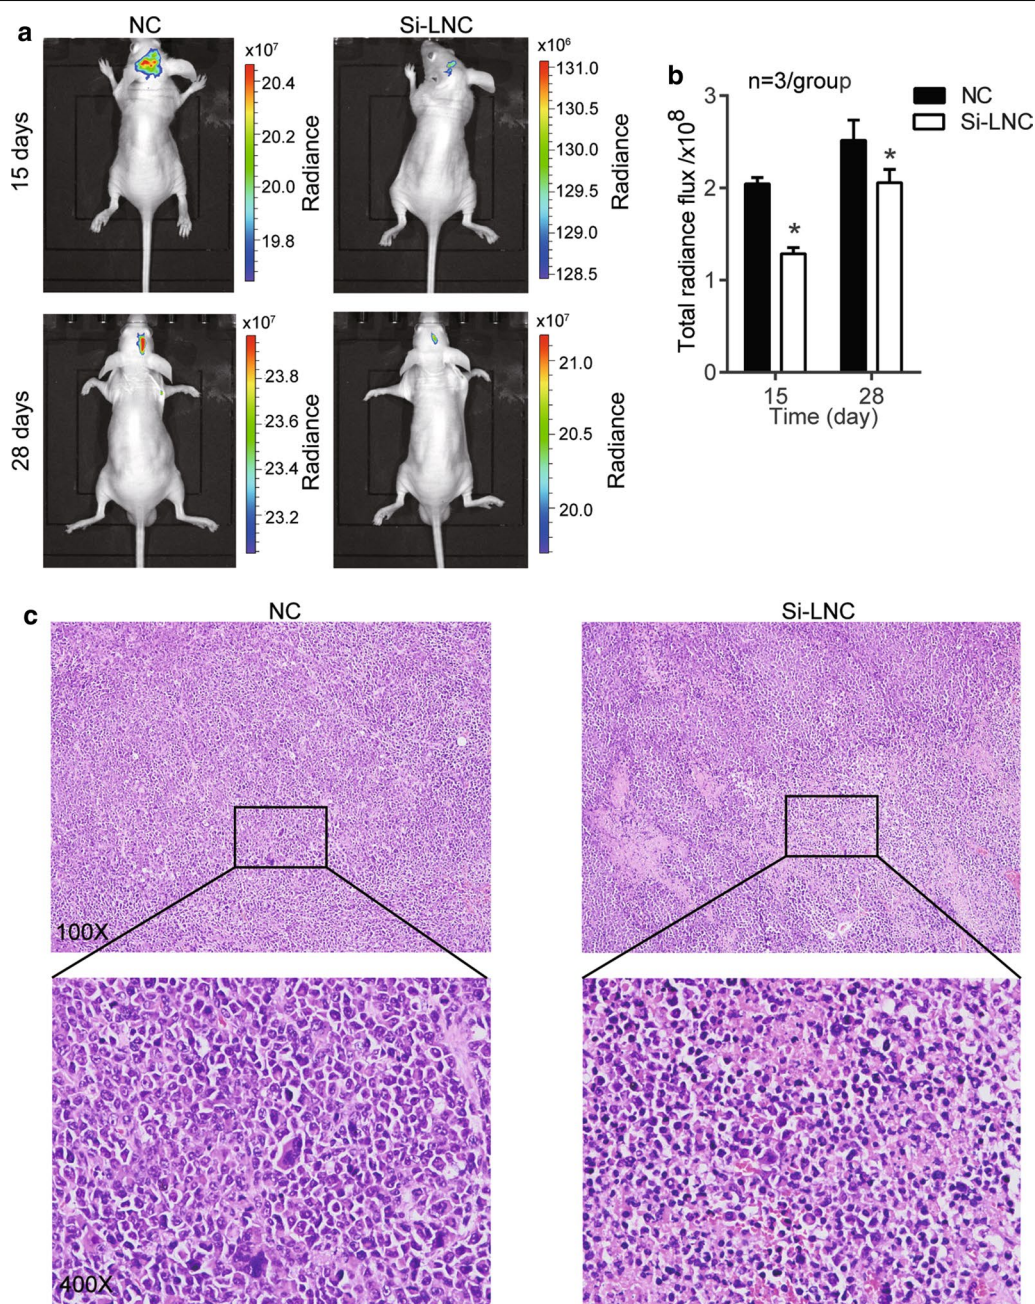 a
NC
Si-LNC
15 days
x10⁷
20.4
20.2
20.0
19.8
Radiance
x10⁶
131.0
130.5
130.0
129.5
129.0
128.5
Radiance
28 days
x10⁷
23.8
23.6
23.4
23.2
Radiance
x10⁷
21.0
20.5
20.0
Radiance
b
n=3/group
NC
Si-LNC
Total radiance flux /x10⁸
3
2
1
0
*
*
15
28
Time (day)
c
NC
Si-LNC
100X
400X